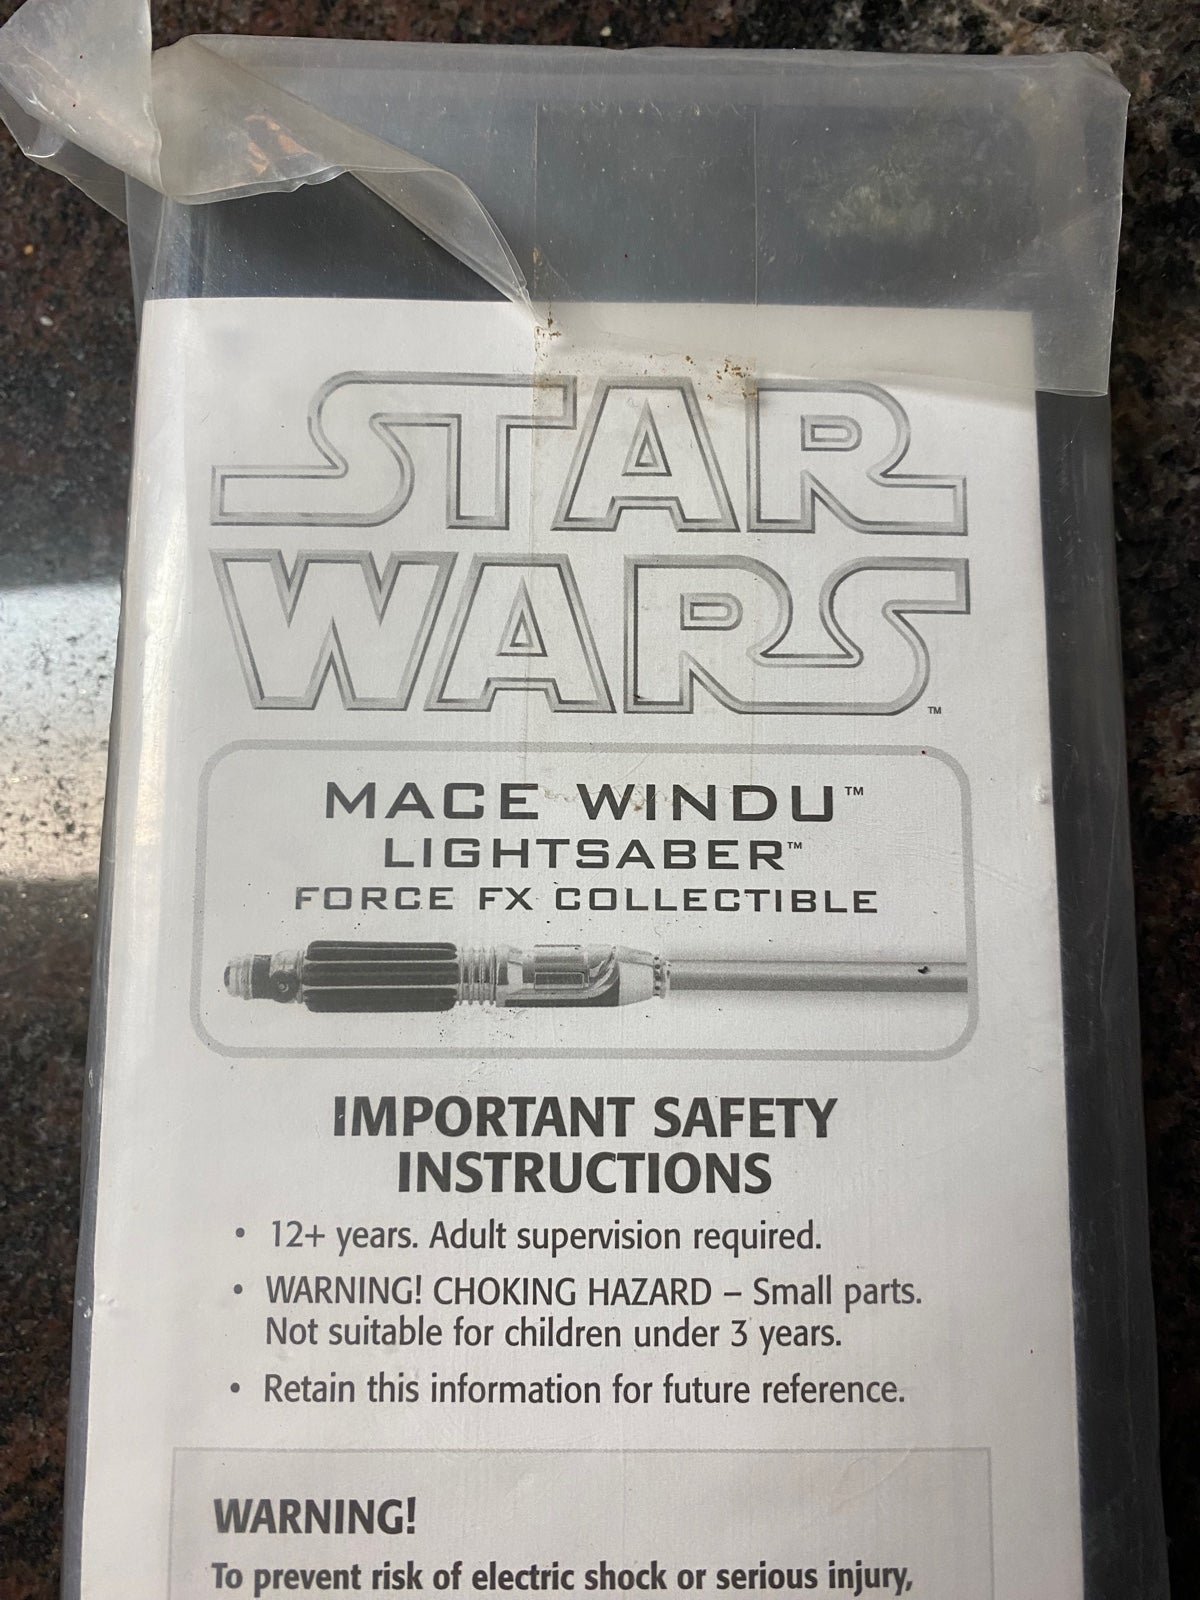 STAR
WARS™
MACE WINDU™
LIGHTSABER™
FORCE FX COLLECTIBLE
IMPORTANT SAFETY
INSTRUCTIONS
• 12+ years. Adult supervision required.
• WARNING! CHOKING HAZARD – Small parts.
Not suitable for children under 3 years.
• Retain this information for future reference.
WARNING!
To prevent risk of electric shock or serious injury,